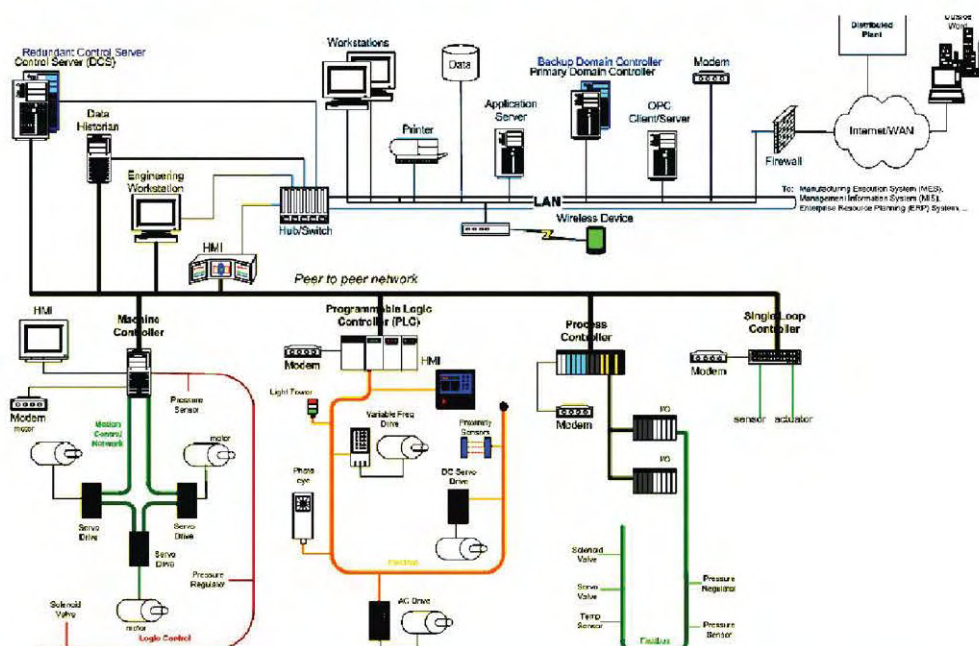 Distributed
Plant
Outside
Word
Redundant Control Server
Control Server (DCS)
Workstations
Data
Backup Domain Controller
Primary Domain Controller
Modem
Data
Historian
Printer
Application
Server
OPC
Client/Server
Internet/WAN
Firewall
Engineering
Workstation
Hub/Switch
LAN
Wireless Device
To: Manufacturing Execution System (MES),
Management Information System (MIS),
Enterprise Resource Planning (ERP) System, ...
HMI
Peer to peer network
HMI
Machine
Controller
Programmable Logic
Controller (PLC)
Process
Controller
Single Loop
Controller
Modem
HMI
Modem
Modem
motor
Pressure
Sensor
Light Tower
Variable Freq
Drive
Proximity
Sensors
Modem
I/O
sensor
actuator
Motion
Control
Network
motor
Photo
eye
DC Servo
Drive
I/O
Servo
Drive
Servo
Drive
Servo
Drive
Fieldbus
Solenoid
Valve
Pressure
Regulator
Servo
Valve
Pressure
Regulator
Solenoid
Valve
motor
Logic Control
AC Drive
Temp
Sensor
Pressure
Sensor
Fieldbus